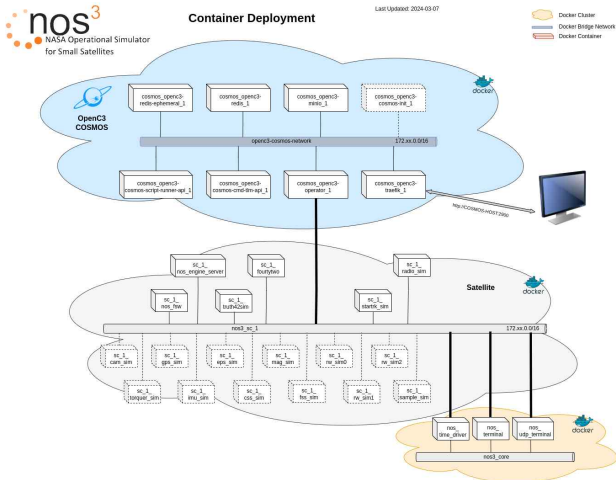 nos3
NASA Operational Simulator
for Small Satellites
Container Deployment
Last Updated: 2024-03-07
Docker Cluster
Docker Bridge Network
Docker Container
OpenC3
COSMOS
cosmos_openc3-
redis-ephemeral_1
cosmos_openc3-
redis_1
cosmos_openc3-
minio_1
cosmos_openc3-
cosmos-init_1
docker
openc3-cosmos-network
172.xx.0.0/16
cosmos_openc3-
cosmos-script-runner-api_1
cosmos_openc3-
cosmos-cmd-tlm-api_1
cosmos_openc3-
operator_1
cosmos_openc3-
traefik_1
http://COSMOS-HOST:2900
sc_1_
nos_engine_server
sc_1_
fourtytwo
sc_1_
radio_sim
Satellite
docker
sc_1_
nos_fsw
sc_1_
truth42sim
sc_1_
startrk_sim
nos3_sc_1
172.xx.0.0/16
sc_1_
cam_sim
sc_1_
gps_sim
sc_1_
eps_sim
sc_1_
mag_sim
sc_1_
rw_sim0
sc_1_
rw_sim2
sc_1_
torquer_sim
sc_1_
imu_sim
sc_1_
css_sim
sc_1_
fss_sim
sc_1_
rw_sim1
sc_1_
sample_sim
nos_
time_driver
nos_
terminal
nos_
udp_terminal
docker
nos3_core